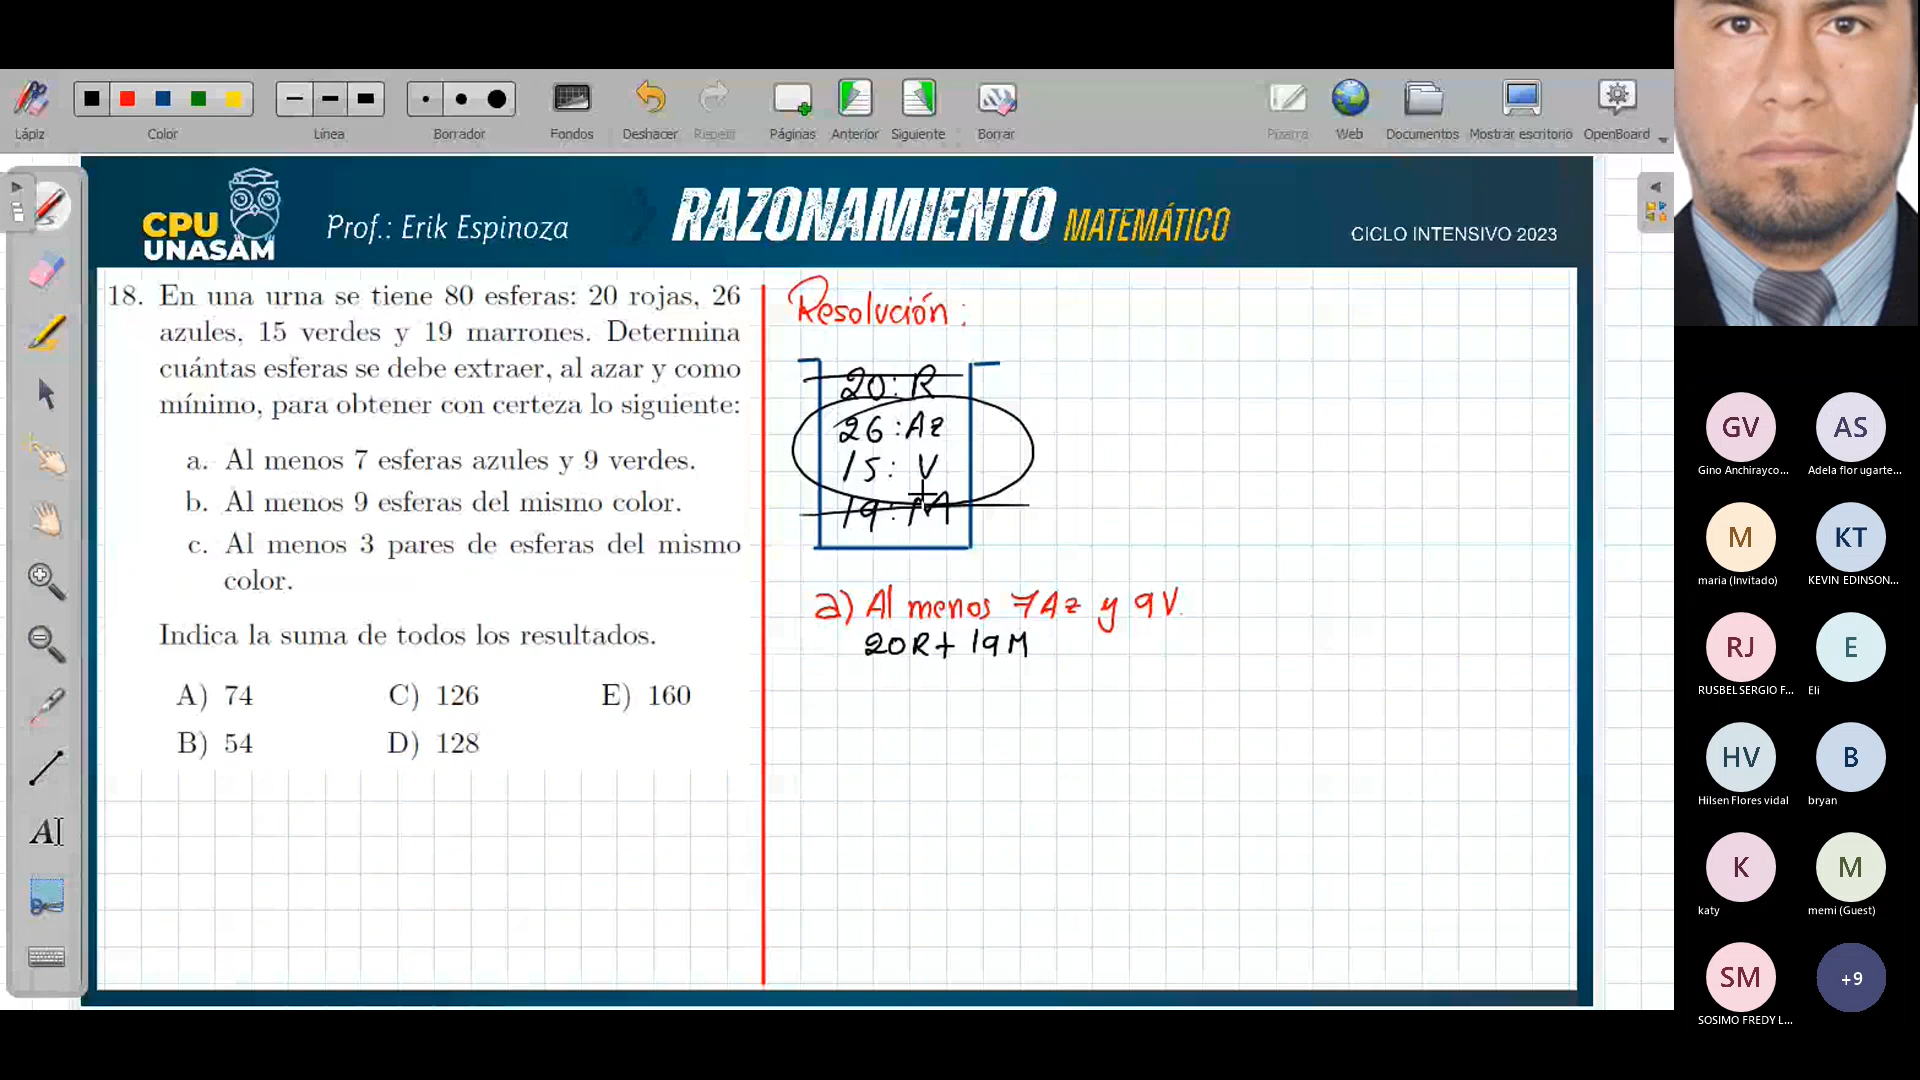 Lápiz
Color
Línea
Borrador
Fondos
Deshacer
Repetir
Páginas
Anterior
Siguiente
Borrar
Pizarra
Web
Documentos
Mostrar escritorio
OpenBoard
CPU
UNASAM
Prof.: Erik Espinoza
RAZONAMIENTO MATEMÁTICO
CICLO INTENSIVO 2023
18. En una urna se tiene 80 esferas: 20 rojas, 26
azules, 15 verdes y 19 marrones. Determina
cuántas esferas se debe extraer, al azar y como
mínimo, para obtener con certeza lo siguiente:
a. Al menos 7 esferas azules y 9 verdes.
b. Al menos 9 esferas del mismo color.
c. Al menos 3 pares de esferas del mismo
color.
Indica la suma de todos los resultados.
A) 74 C) 126 E) 160
B) 54 D) 128
Resolución:
20: R
26: Az
15: V
19: M
a) Al menos 7Az y 9V.
20R + 19M
A
GV AS
Gino Anchirayco... Adela flor ugarte...
M KT
maria (Invitado) KEVIN EDINSON...
RJ E
RUSBEL SERGIO F... Eli
HV B
Hilsen Flores vidal bryan
K M
katy memi (Guest)
SM +9
SOSIMO FREDY L...